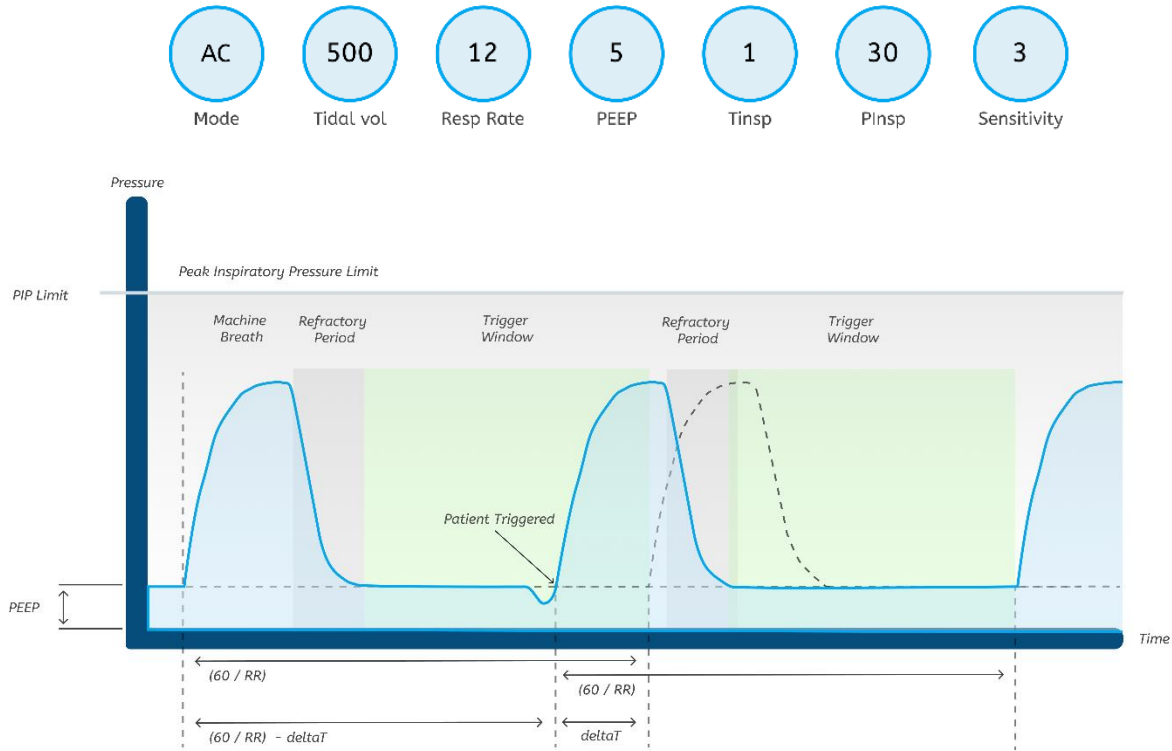 AC
500
12
5
1
30
3
Mode
Tidal vol
Resp Rate
PEEP
Tinsp
PInsp
Sensitivity
Pressure
Peak Inspiratory Pressure Limit
PIP Limit
Machine
Breath
Refractory
Period
Trigger
Window
Refractory
Period
Trigger
Window
Patient Triggered
PEEP
Time
(60 / RR)
(60 / RR)
(60 / RR) - deltaT
deltaT